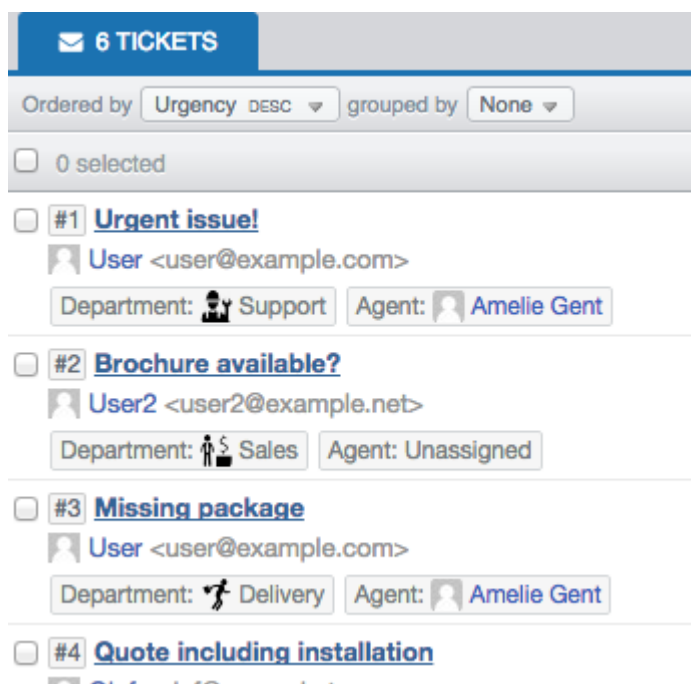 6 TICKETS
Ordered by Urgency DESC grouped by None
0 selected
#1 Urgent issue!
User <user@example.com>
Department: Support Agent: Amelie Gent
#2 Brochure available?
User2 <user2@example.net>
Department: Sales Agent: Unassigned
#3 Missing package
User <user@example.com>
Department: Delivery Agent: Amelie Gent
#4 Quote including installation